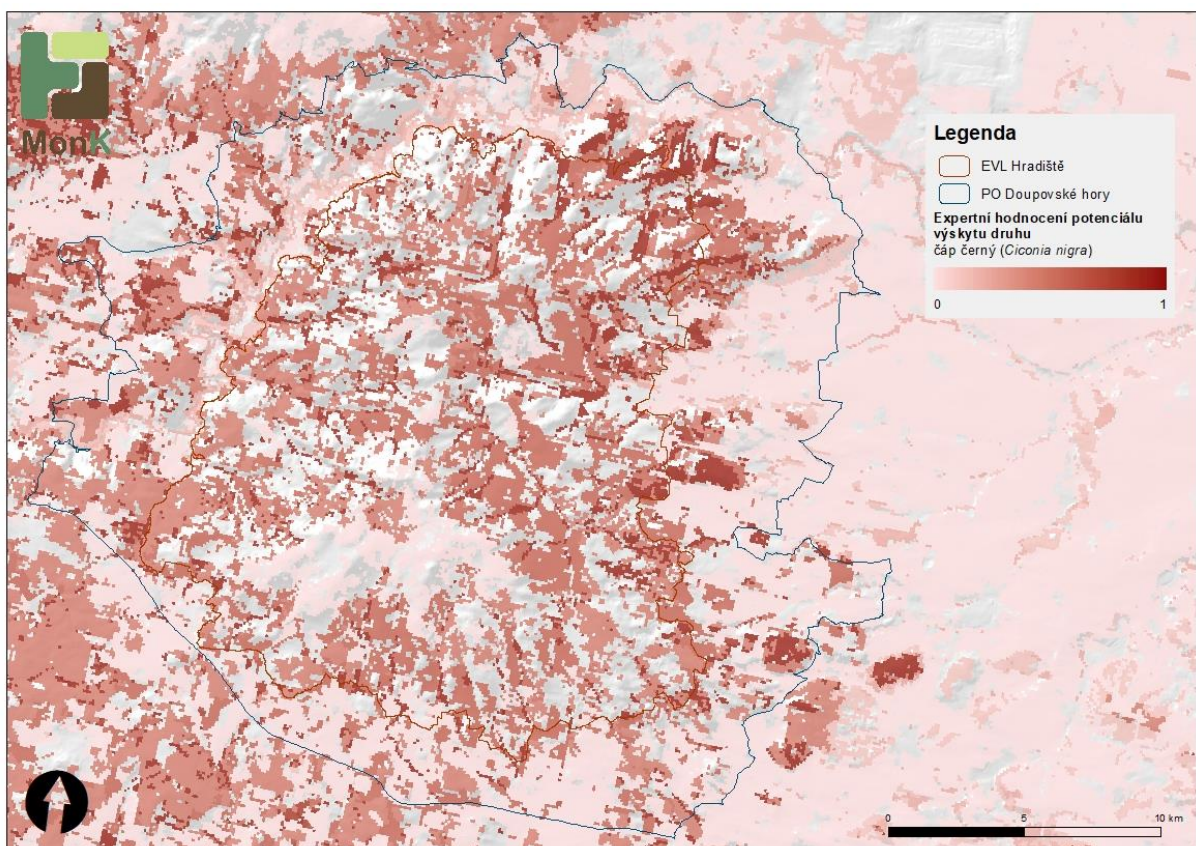 MonK
Legenda
EVL Hradiště
PO Doupovské hory
Expertní hodnocení potenciálu
výskytu druhu
čáp černý (Ciconia nigra)
0 1
0 5 10 km